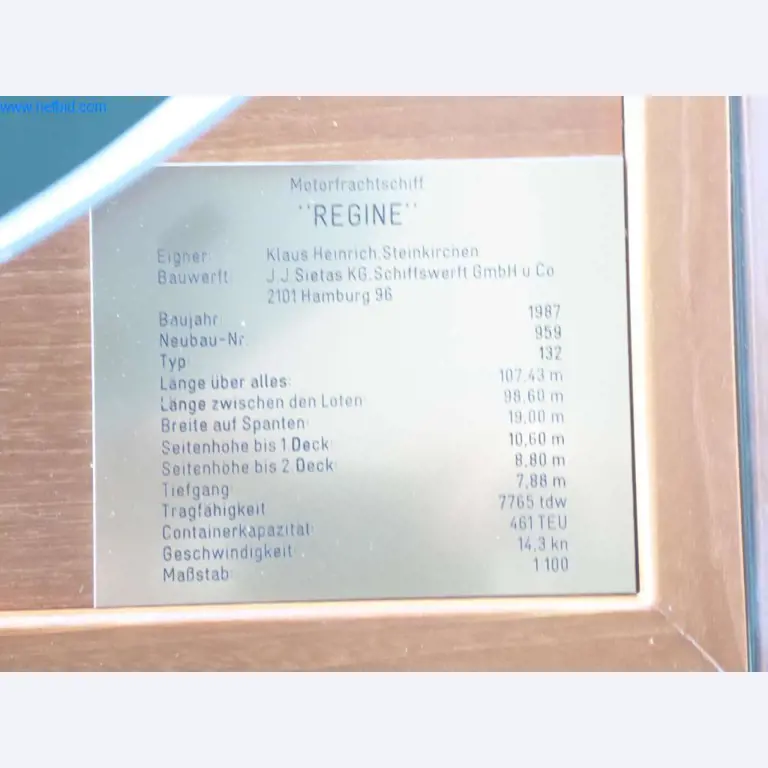 www.netbid.com
Motorfrachtschiff
"REGINE"
Eigner: Klaus Heinrich, Steinkirchen
Bauwerft: J.J. Sietas KG, Schiffswerft GmbH u. Co
2101 Hamburg 96
Baujahr: 1987
Neubau-Nr. 959
Typ: 132
Länge über alles: 107,43 m
Länge zwischen den Loten: 98,60 m
Breite auf Spanten: 19,00 m
Seitenhöhe bis 1.Deck: 10,60 m
Seitenhöhe bis 2.Deck: 8,80 m
Tiefgang: 7,88 m
Tragfähigkeit: 7765 tdw
Containerkapazität: 461 TEU
Geschwindigkeit: 14,3 kn
Maßstab: 1:100